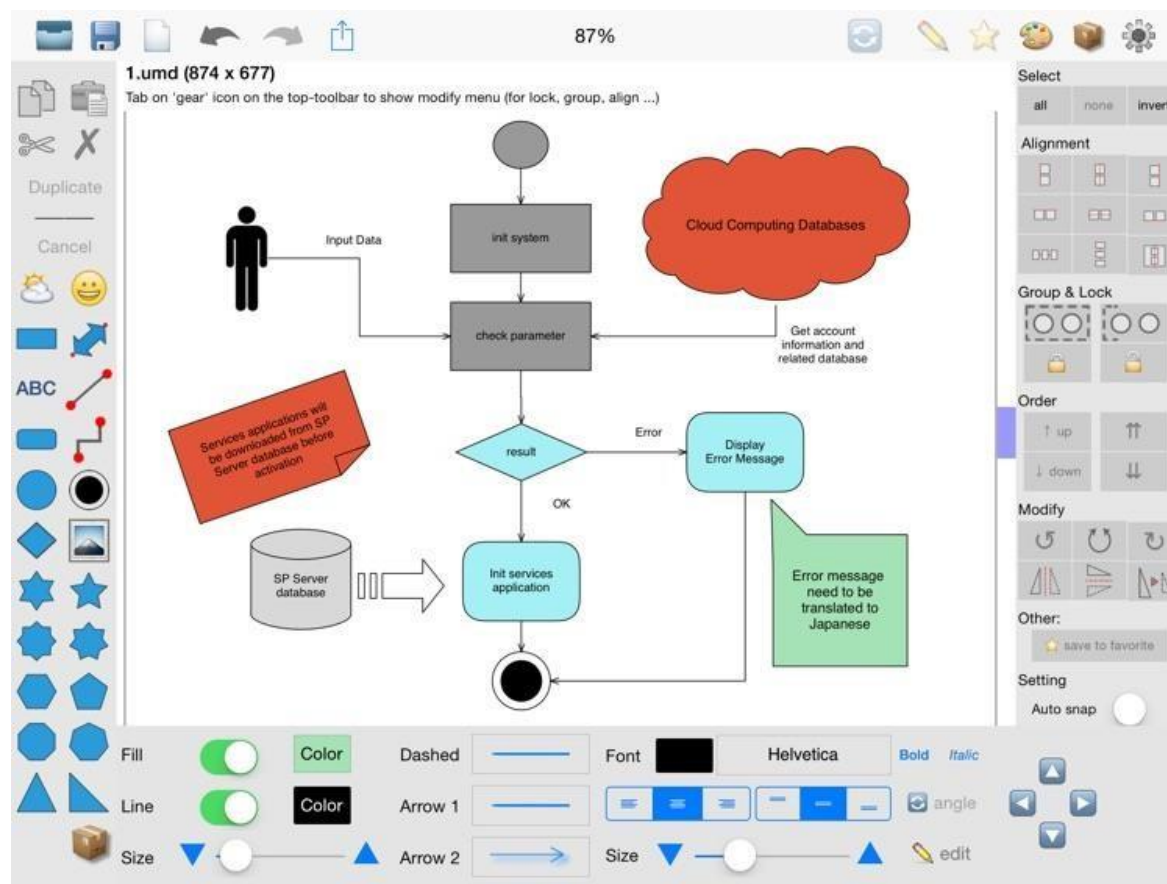 87%
1.umd (874 x 677)
Tab on 'gear' icon on the top-toolbar to show modify menu (for lock, group, align ...)
Duplicate
Cancel
ABC
Input Data
init system
Cloud Computing Databases
check parameter
Get account
information and
related database
Services applications will
be downloaded from SP
Server database before
activation
result
Error
Display
Error Message
OK
SP Server
database
Init services
application
Error message
need to be
translated to
Japanese
Select
all
none
inver
Alignment
Group & Lock
Order
↑ up
↓ down
Modify
Other:
save to favorite
Setting
Auto snap
Fill
Color
Dashed
Font
Helvetica
Bold
Italic
Line
Color
Arrow 1
angle
Size
Arrow 2
Size
edit